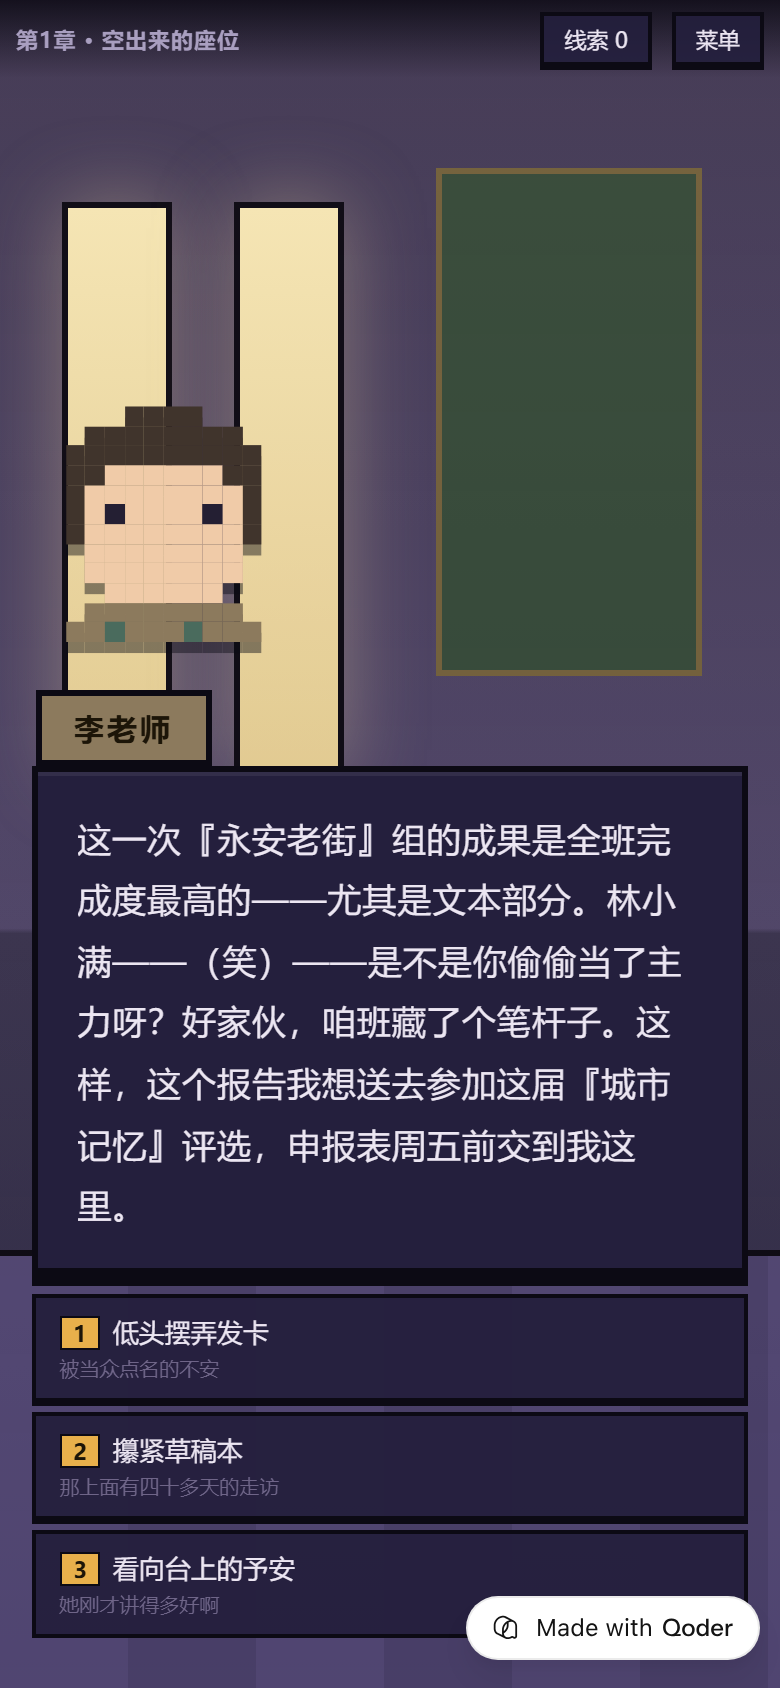 第1章·空出来的座位
线索 0
菜单
李老师
这一次『永安老街』组的成果是全班完
成度最高的——尤其是文本部分。林小
满——（笑）——是不是你偷偷当了主
力呀？好家伙，咱班藏了个笔杆子。这
样，这个报告我想送去参加这届『城市
记忆』评选，申报表周五前交到我这
里。
1 低头摆弄发卡
被当众点名的不安
2 攥紧草稿本
那上面有四十多天的走访
3 看向台上的予安
她刚才讲得多好啊
Made with Qoder